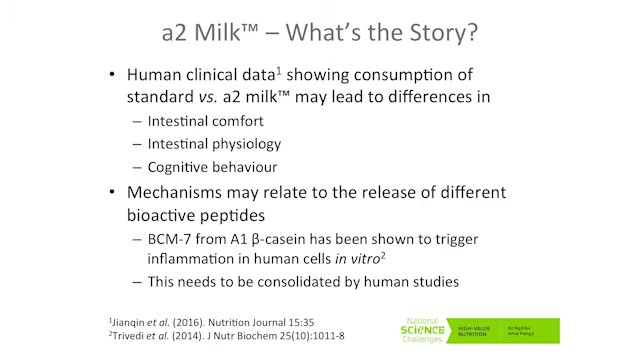 a2 Milk™ – What's the Story?
• Human clinical data¹ showing consumption of
standard vs. a2 milk™ may lead to differences in
– Intestinal comfort
– Intestinal physiology
– Cognitive behaviour
• Mechanisms may relate to the release of different
bioactive peptides
– BCM-7 from A1 β-casein has been shown to trigger
inflammation in human cells in vitro²
– This needs to be consolidated by human studies
¹Jianqin et al. (2016). Nutrition Journal 15:35
²Trivedi et al. (2014). J Nutr Biochem 25(10):1011-8
National
SCiENCE
Challenges
HIGH-VALUE
NUTRITION
Ko Ngā Kai
Whai Painga